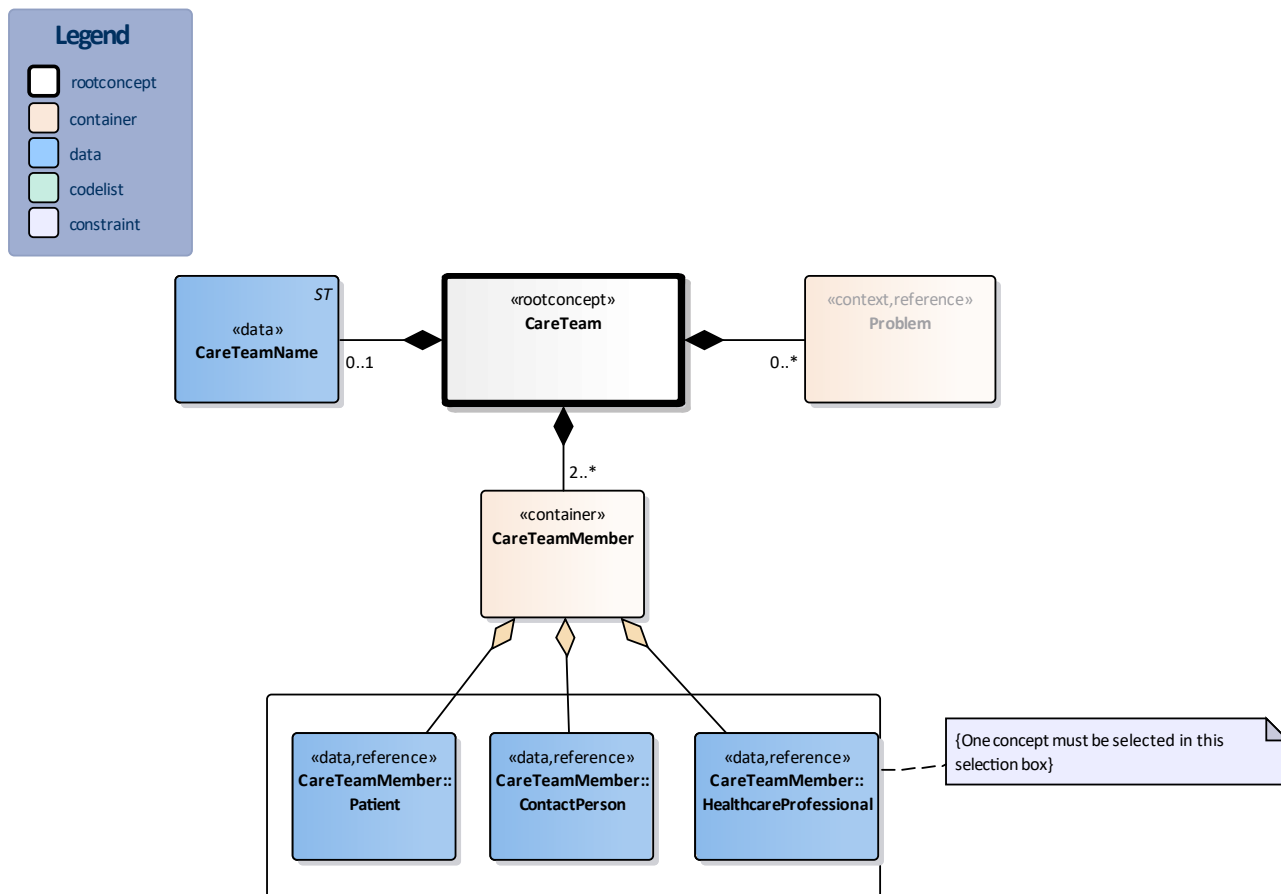 Legend
rootconcept
container
data
codelist
constraint
ST
«data»
CareTeamName
0..1
«rootconcept»
CareTeam
«context,reference»
Problem
0..*
2..*
«container»
CareTeamMember
«data,reference»
CareTeamMember::
Patient
«data,reference»
CareTeamMember::
ContactPerson
«data,reference»
CareTeamMember::
HealthcareProfessional
{One concept must be selected in this
selection box}